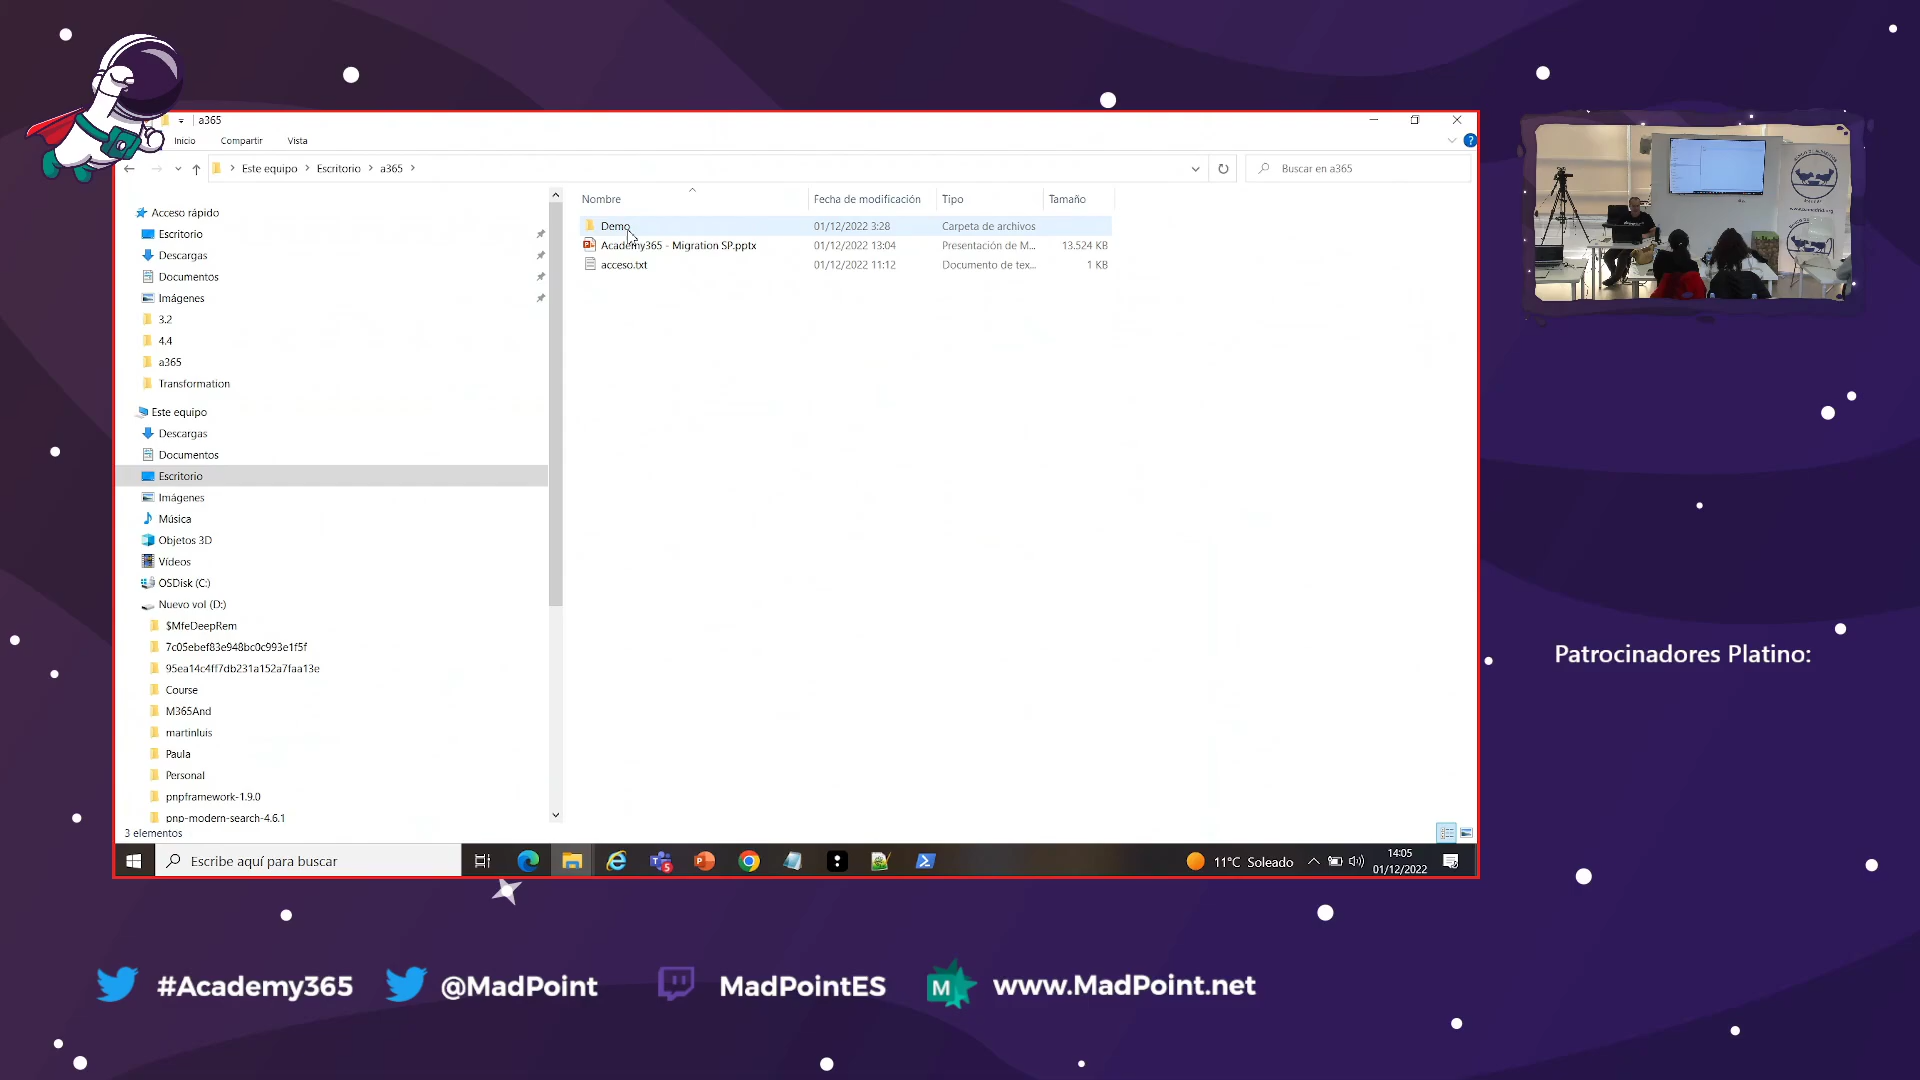 a365
Inicio Compartir Vista
Este equipo Escritorio a365
Buscar en a365
Nombre Fecha de modificación Tipo Tamaño
Demo 01/12/2022 3:28 Carpeta de archivos
Academy365 - Migration SP.pptx 01/12/2022 13:04 Presentación de M... 13.524 KB
acceso.txt 01/12/2022 11:12 Documento de tex... 1 KB
Acceso rápido
Escritorio
Descargas
Documentos
Imágenes
3.2
4.4
a365
Transformation
Este equipo
Descargas
Documentos
Escritorio
Imágenes
Música
Objetos 3D
Vídeos
OSDisk (C:)
Nuevo vol (D:)
$MfeDeepRem
7c05ebef83e948bc0c993e1f5f
95ea14c4ff7db231a152a7faa13e
Course
M365And
martinluis
Paula
Personal
pnpframework-1.9.0
pnp-modern-search-4.6.1
3 elementos
Escribe aquí para buscar
11°C Soleado
14:05
01/12/2022
Patrocinadores Platino:
#Academy365 @MadPoint MadPointES M www.MadPoint.net